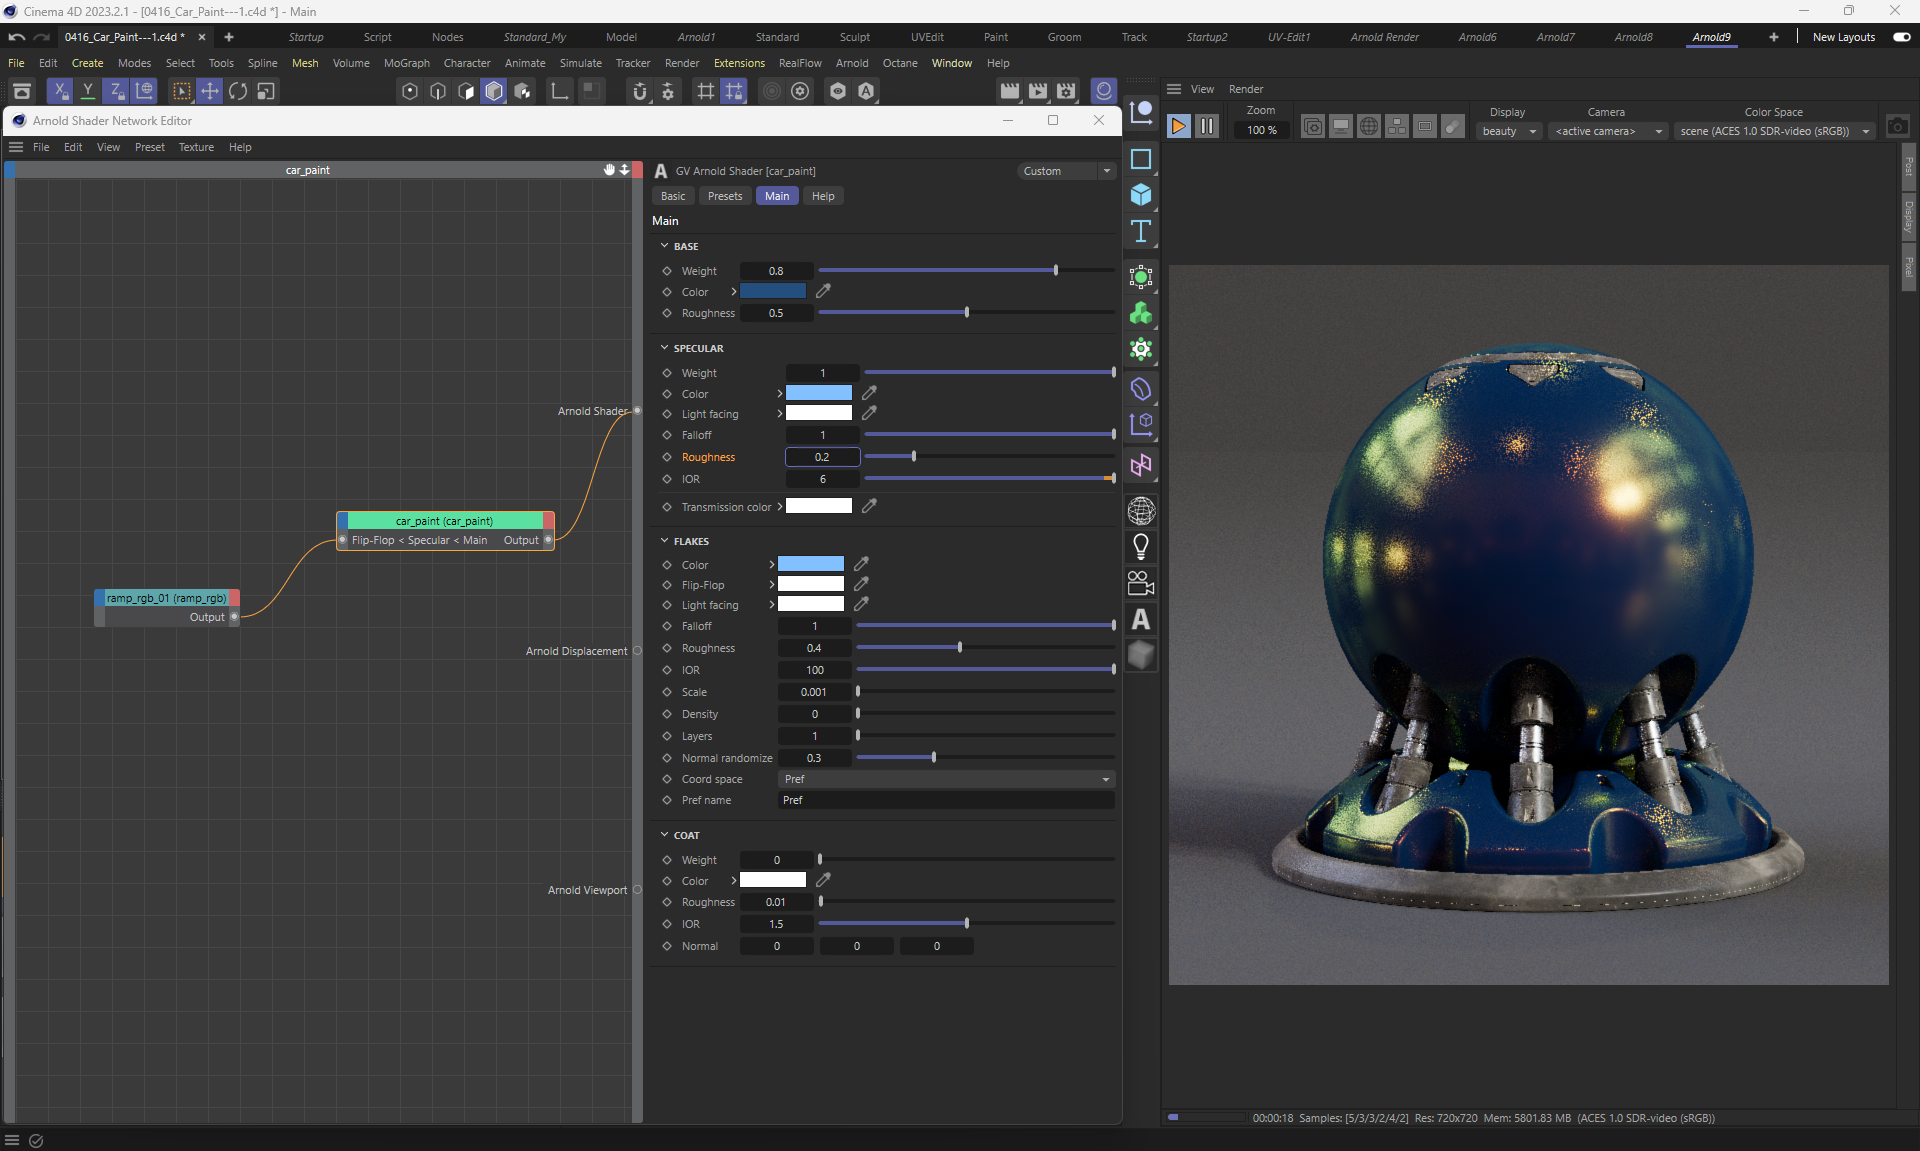 Cinema 4D 2023.2.1 - [0416_Car_Paint---1.c4d *] - Main
0416_Car_Paint---1.c4d *
Startup
Script
Nodes
Standard_My
Model
Arnold1
Standard
Sculpt
UVEdit
Paint
Groom
Track
Startup2
UV-Edit1
Arnold Render
Arnold6
Arnold7
Arnold8
Arnold9
New Layouts
File
Edit
Create
Modes
Select
Tools
Spline
Mesh
Volume
MoGraph
Character
Animate
Simulate
Tracker
Render
Extensions
RealFlow
Arnold
Octane
Window
Help
X
Y
Z
View
Render
Arnold Shader Network Editor
File
Edit
View
Preset
Texture
Help
car_paint
Arnold Shader
car_paint (car_paint)
Flip-Flop < Specular < Main
Output
ramp_rgb_01 (ramp_rgb)
Output
Arnold Displacement
Arnold Viewport
A GV Arnold Shader [car_paint]
Custom
Basic
Presets
Main
Help
Main
BASE
Weight 0.8
Color
Roughness 0.5
SPECULAR
Weight 1
Color
Light facing
Falloff 1
Roughness 0.2
IOR 6
Transmission color
FLAKES
Color
Flip-Flop
Light facing
Falloff 1
Roughness 0.4
IOR 100
Scale 0.001
Density 0
Layers 1
Normal randomize 0.3
Coord space Pref
Pref name Pref
COAT
Weight 0
Color
Roughness 0.01
IOR 1.5
Normal 0 0 0
T
A
Zoom
100 %
Display
beauty
Camera
<active camera>
Color Space
scene (ACES 1.0 SDR-video (sRGB))
Post
Display
Pixel
00:00:18 Samples: [5/3/3/2/4/2] Res: 720x720 Mem: 5801.83 MB (ACES 1.0 SDR-video (sRGB))